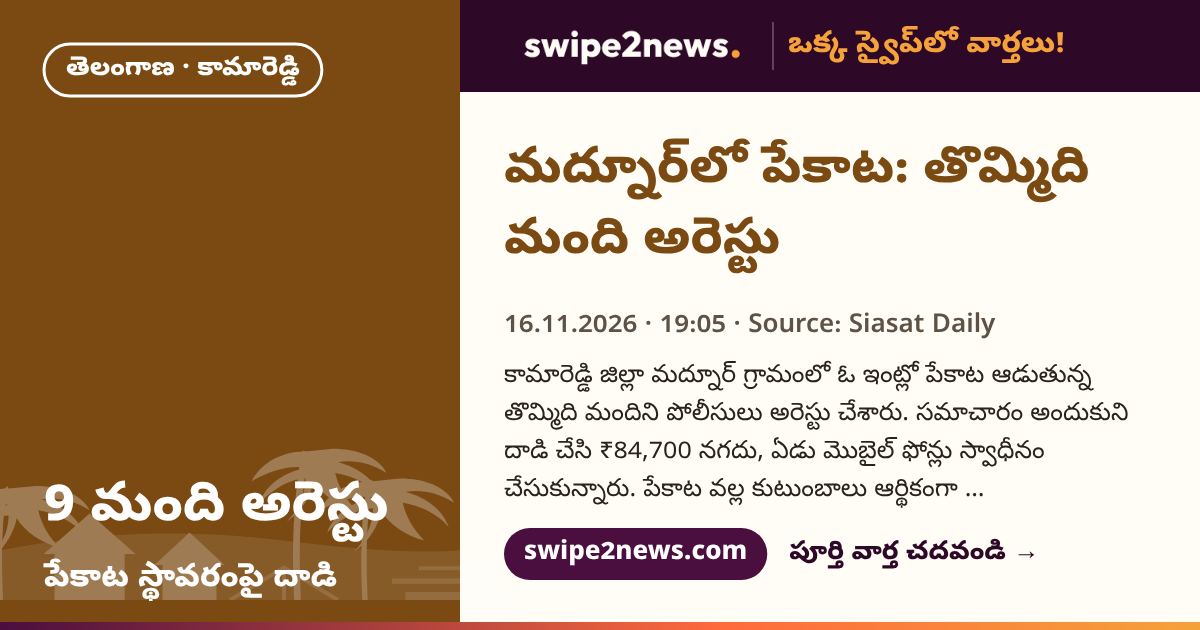 తెలంగాణ · కామారెడ్డి
9 మంది అరెస్టు
పేకాట స్థావరంపై దాడి
swipe2news.
ఒక్క స్వైప్‌లో వార్తలు!
మద్నూర్‌లో పేకాట: తొమ్మిది
మంది అరెస్టు
16.11.2026 · 19:05 · Source: Siasat Daily
కామారెడ్డి జిల్లా మద్నూర్ గ్రామంలో ఓ ఇంట్లో పేకాట ఆడుతున్న
తొమ్మిది మందిని పోలీసులు అరెస్టు చేశారు. సమాచారం అందుకుని
దాడి చేసి ₹84,700 నగదు, ఏడు మొబైల్ ఫోన్లు స్వాధీనం
చేసుకున్నారు. పేకాట వల్ల కుటుంబాలు ఆర్థికంగా ...
swipe2news.com
పూర్తి వార్త చదవండి →